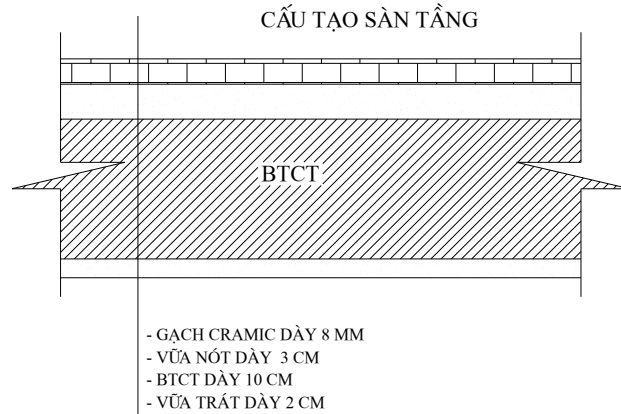 CẤU TẠO SÀN TẦNG
BTCT
- GẠCH CRAMIC DÀY 8 MM
- VỮA NÓT DÀY 3 CM
- BTCT DÀY 10 CM
- VỮA TRÁT DÀY 2 CM